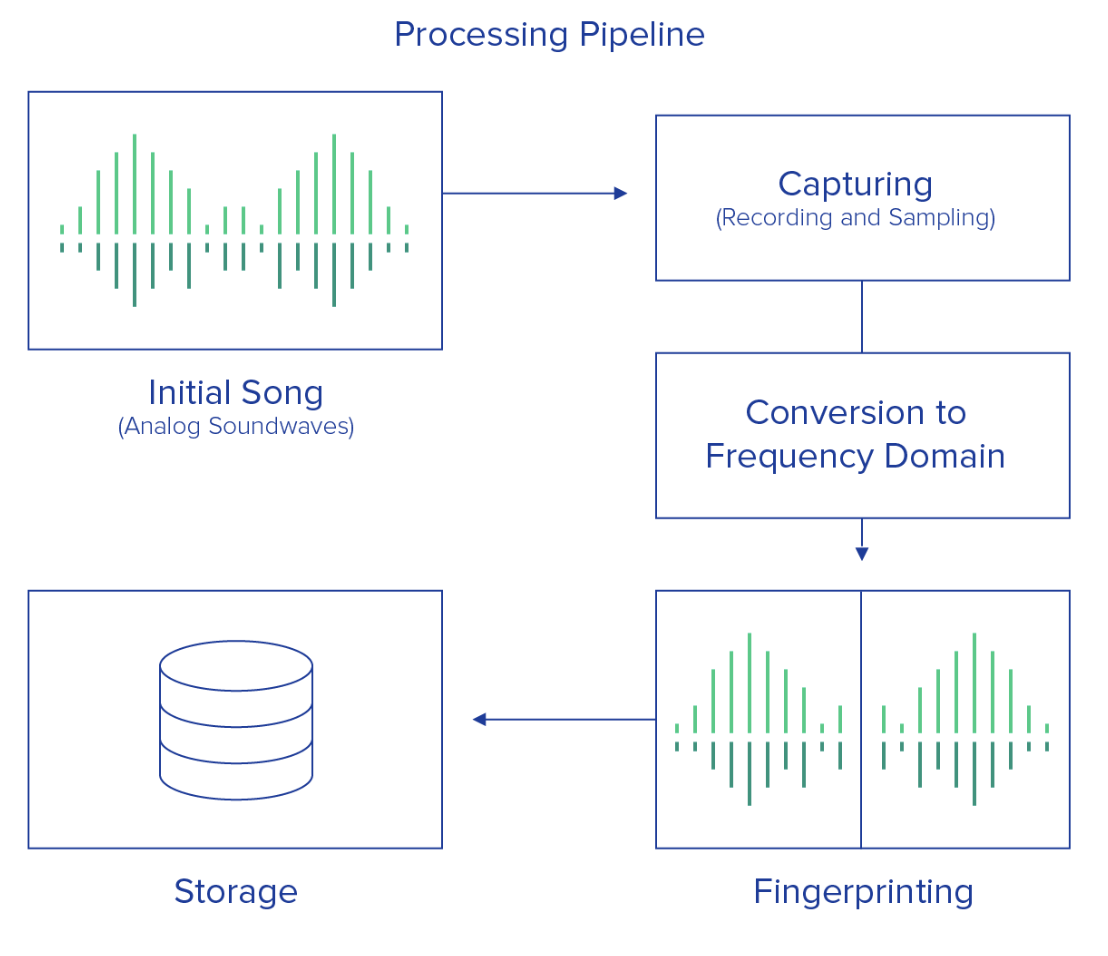 Processing Pipeline
Capturing
(Recording and Sampling)
Initial Song
(Analog Soundwaves)
Conversion to
Frequency Domain
Storage
Fingerprinting